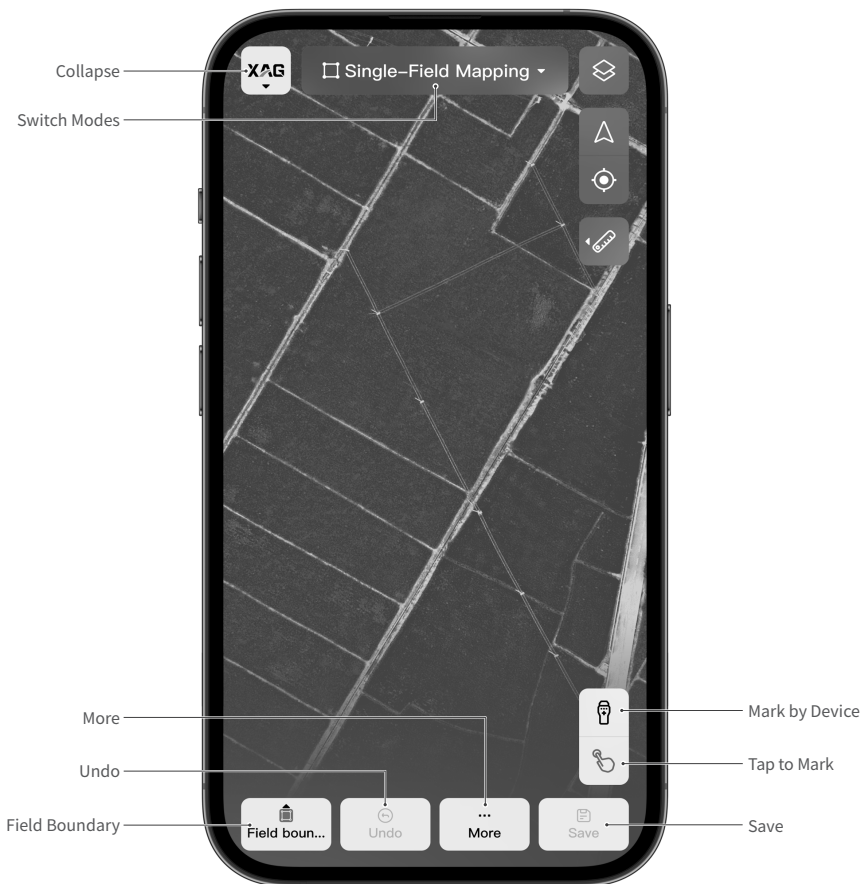 Collapse
XAG
Single-Field Mapping
Switch Modes
More
Mark by Device
Undo
Tap to Mark
Field Boundary
Field boun...
Undo
More
Save
Save